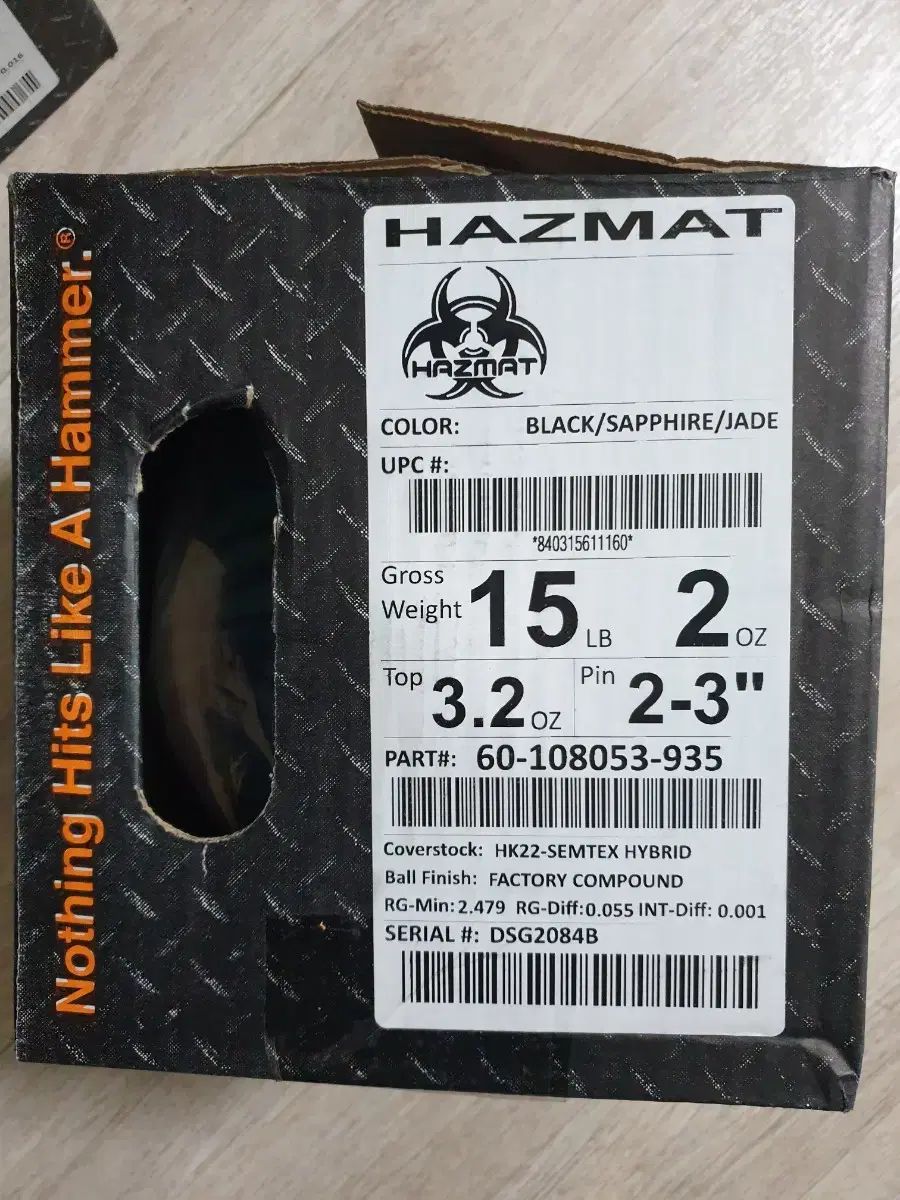 0.016
Nothing Hits Like A Hammer.®
HAZMAT
HAZMAT
COLOR: BLACK/SAPPHIRE/JADE
UPC #:
*840315611160*
Gross Weight 15 LB 2 OZ
Top 3.2 OZ Pin 2-3"
PART#: 60-108053-935
Coverstock: HK22-SEMTEX HYBRID
Ball Finish: FACTORY COMPOUND
RG-Min: 2.479 RG-Diff: 0.055 INT-Diff: 0.001
SERIAL #: DSG2084B